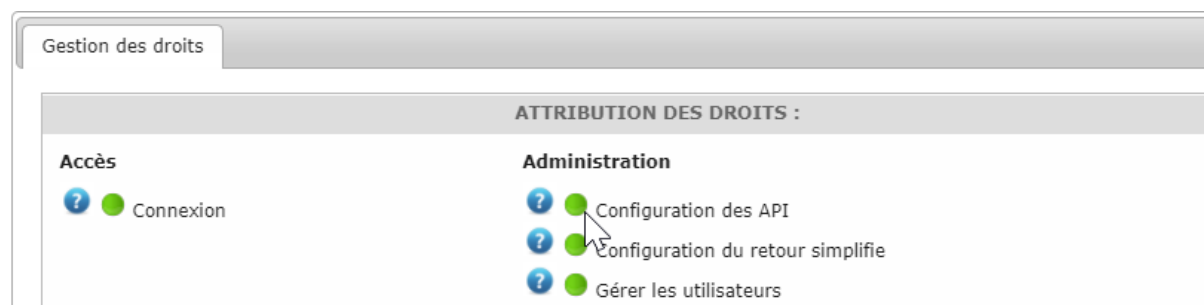 Gestion des droits
ATTRIBUTION DES DROITS :
Accès
Connexion
Administration
Configuration des API
Configuration du retour simplifie
Gérer les utilisateurs